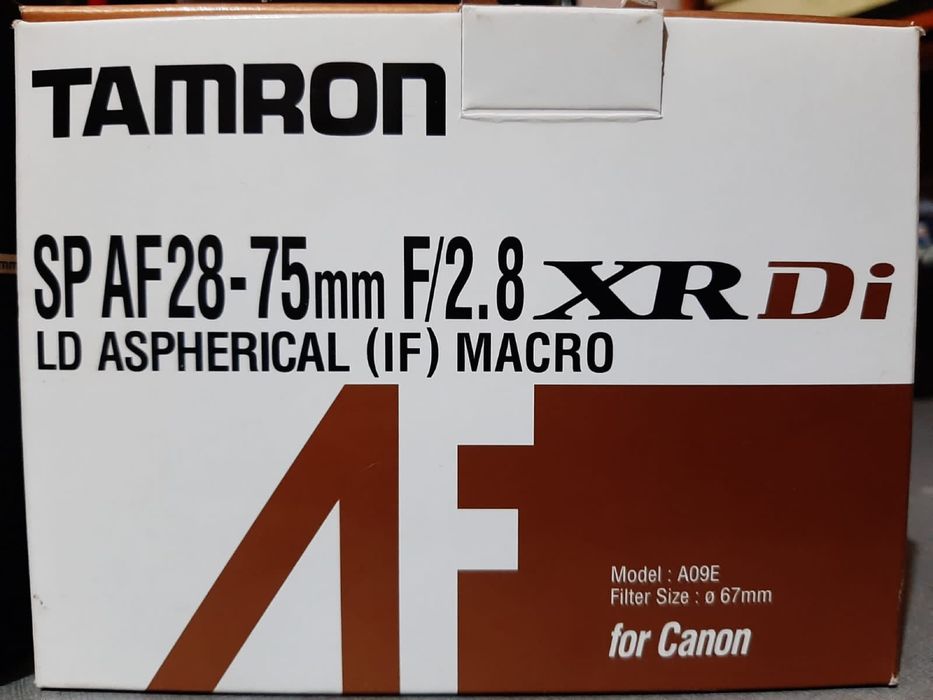 TAMRON
SP AF28-75mm F/2.8 XR Di
LD ASPHERICAL (IF) MACRO
AF
Model : A09E
Filter Size : ø 67mm
for Canon